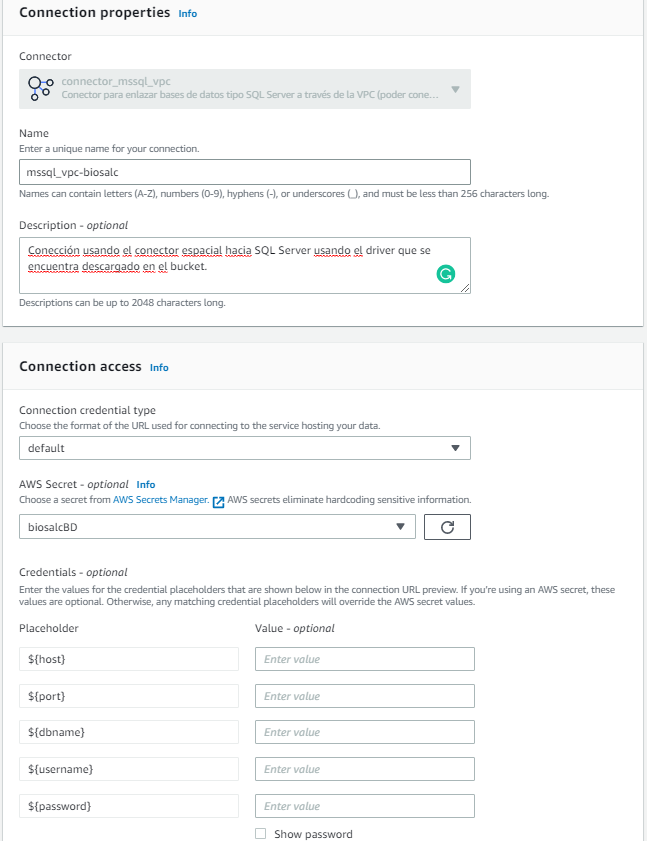 Connection properties Info
Connector
connector_mssql_vpc
Conector para enlazar bases de datos tipo SQL Server a través de la VPC (poder cone...
Name
Enter a unique name for your connection.
mssql_vpc-biosalc
Names can contain letters (A-Z), numbers (0-9), hyphens (-), or underscores (_), and must be less than 256 characters long.
Description - optional
Conección usando el conector espacial hacia SQL Server usando el driver que se
encuentra descargado en el bucket.
G
Descriptions can be up to 2048 characters long.
Connection access Info
Connection credential type
Choose the format of the URL used for connecting to the service hosting your data.
default
AWS Secret - optional Info
Choose a secret from AWS Secrets Manager. AWS secrets eliminate hardcoding sensitive information.
biosalcBD
Credentials - optional
Enter the values for the credential placeholders that are shown below in the connection URL preview. If you're using an AWS secret, these
values are optional. Otherwise, any matching credential placeholders will override the AWS secret values.
Placeholder Value - optional
${host} Enter value
${port} Enter value
${dbname} Enter value
${username} Enter value
${password} Enter value
Show password